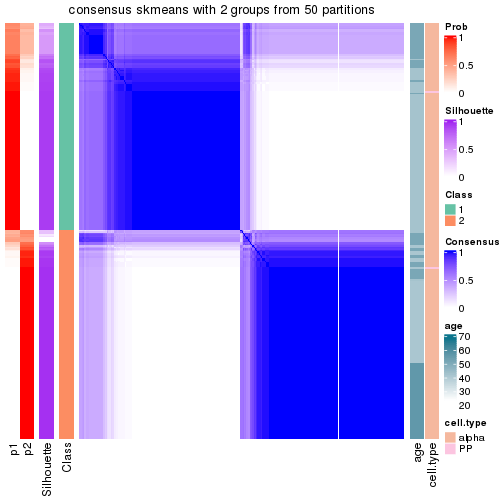 consensus skmeans with 2 groups from 50 partitions
Prob
1
0.5
0
Silhouette
1
0.5
0
Class
1
2
Consensus
1
0.5
0
age
70
60
50
40
30
20
cell.type
alpha
PP
p1
p2
Silhouette
Class
age
cell.type